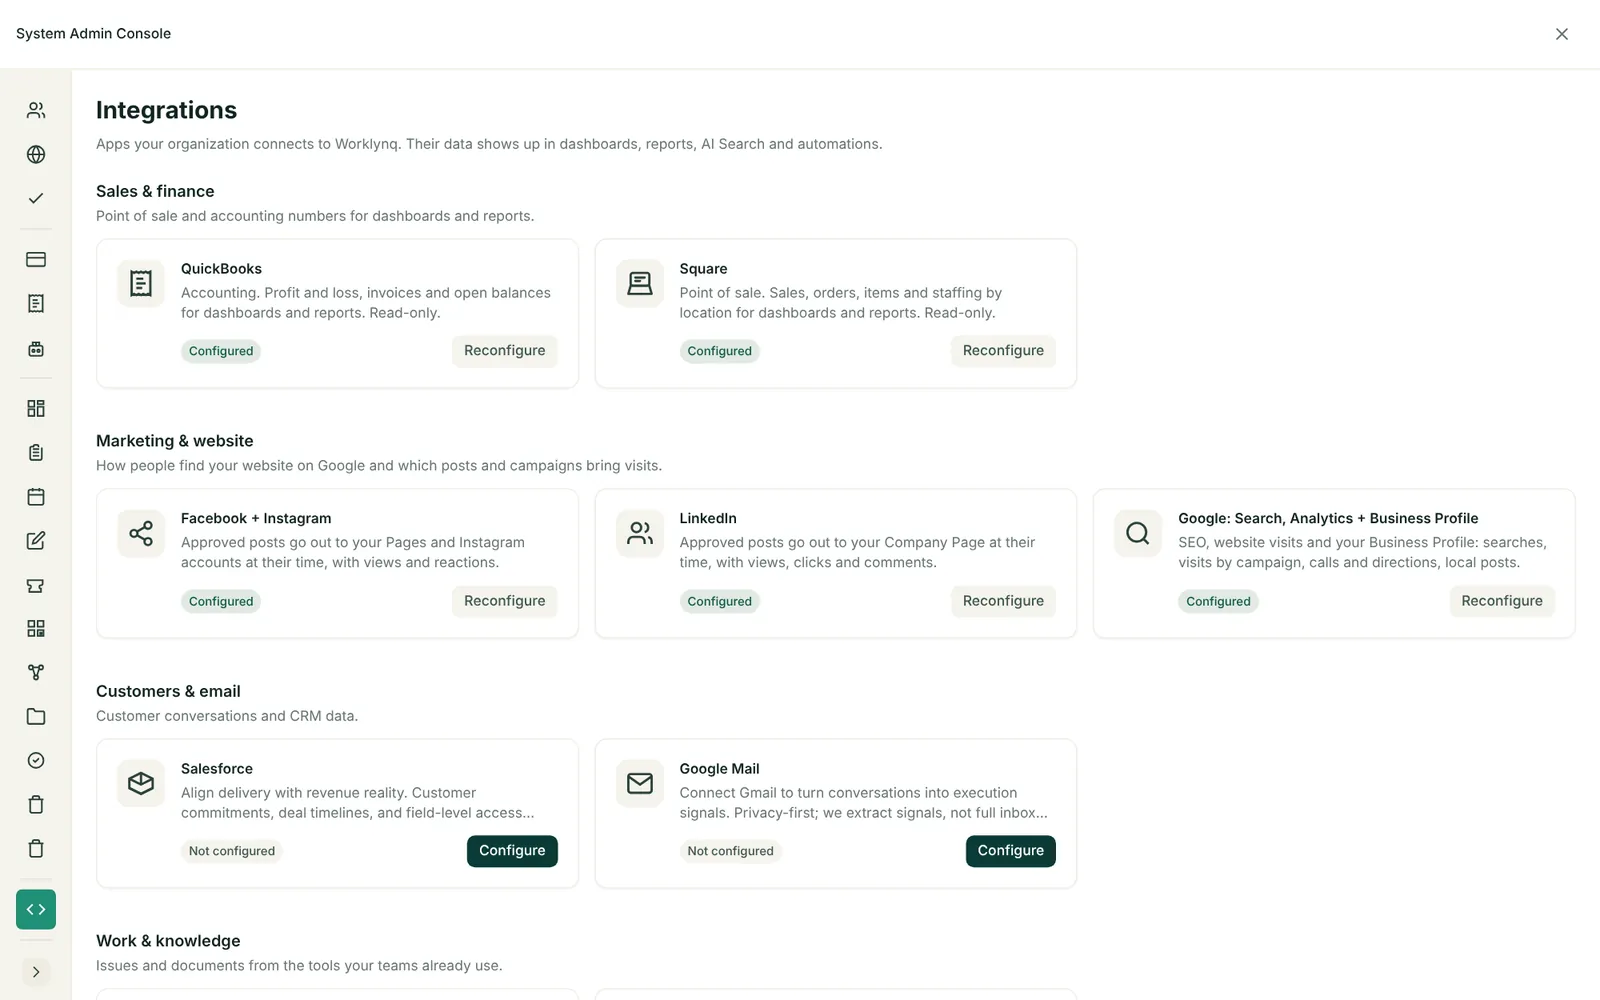 System Admin Console
Integrations
Apps your organization connects to Worklynq. Their data shows up in dashboards, reports, AI Search and automations.
Sales & finance
Point of sale and accounting numbers for dashboards and reports.
QuickBooks
Accounting. Profit and loss, invoices and open balances
for dashboards and reports. Read-only.
Configured
Reconfigure
Square
Point of sale. Sales, orders, items and staffing by
location for dashboards and reports. Read-only.
Configured
Reconfigure
Marketing & website
How people find your website on Google and which posts and campaigns bring visits.
Facebook + Instagram
Approved posts go out to your Pages and Instagram
accounts at their time, with views and reactions.
Configured
Reconfigure
LinkedIn
Approved posts go out to your Company Page at their
time, with views, clicks and comments.
Configured
Reconfigure
Google: Search, Analytics + Business Profile
SEO, website visits and your Business Profile: searches,
visits by campaign, calls and directions, local posts.
Configured
Reconfigure
Customers & email
Customer conversations and CRM data.
Salesforce
Align delivery with revenue reality. Customer
commitments, deal timelines, and field-level access...
Not configured
Configure
Google Mail
Connect Gmail to turn conversations into execution
signals. Privacy-first; we extract signals, not full inbox...
Not configured
Configure
Work & knowledge
Issues and documents from the tools your teams already use.